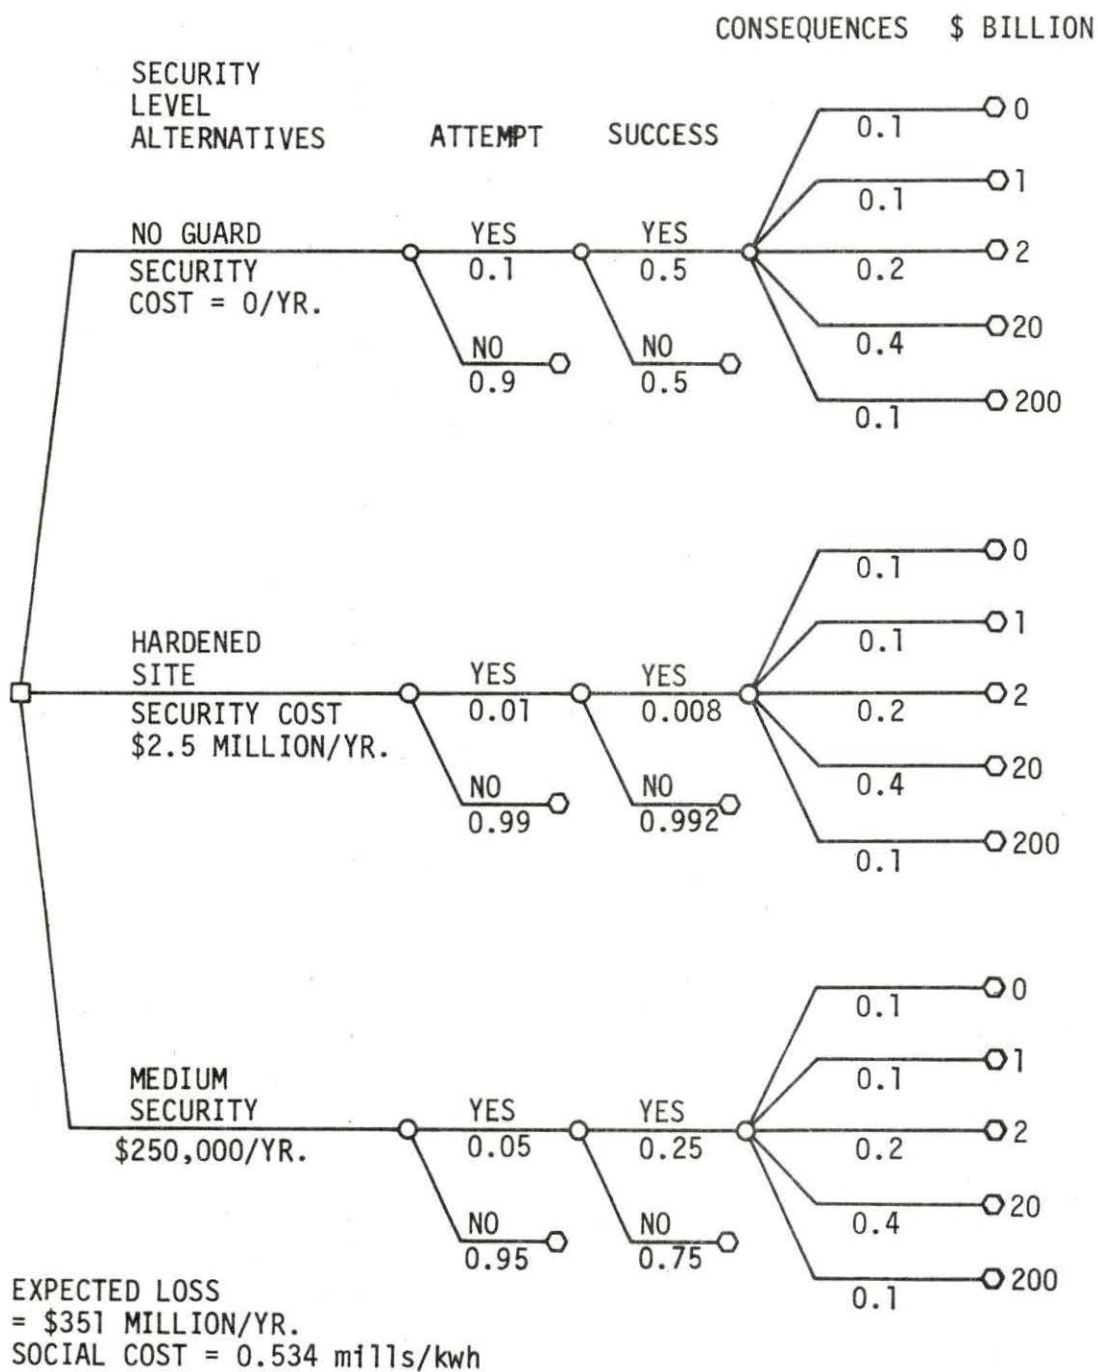 CONSEQUENCES $ BILLION
SECURITY
LEVEL
ALTERNATIVES
ATTEMPT
SUCCESS
0
0.1
1
0.1
NO GUARD
YES
YES
2
SECURITY
0.1
0.5
0.2
COST = 0/YR.
20
0.4
NO
NO
0.9
0.5
200
0.1
0
0.1
1
0.1
HARDENED
SITE
YES
YES
2
SECURITY COST
0.01
0.008
0.2
$2.5 MILLION/YR.
20
0.4
NO
NO
0.99
0.992
200
0.1
0
0.1
1
0.1
MEDIUM
SECURITY
YES
YES
2
$250,000/YR.
0.05
0.25
0.2
20
0.4
NO
NO
0.95
0.75
200
0.1
EXPECTED LOSS
= $351 MILLION/YR.
SOCIAL COST = 0.534 mills/kwh